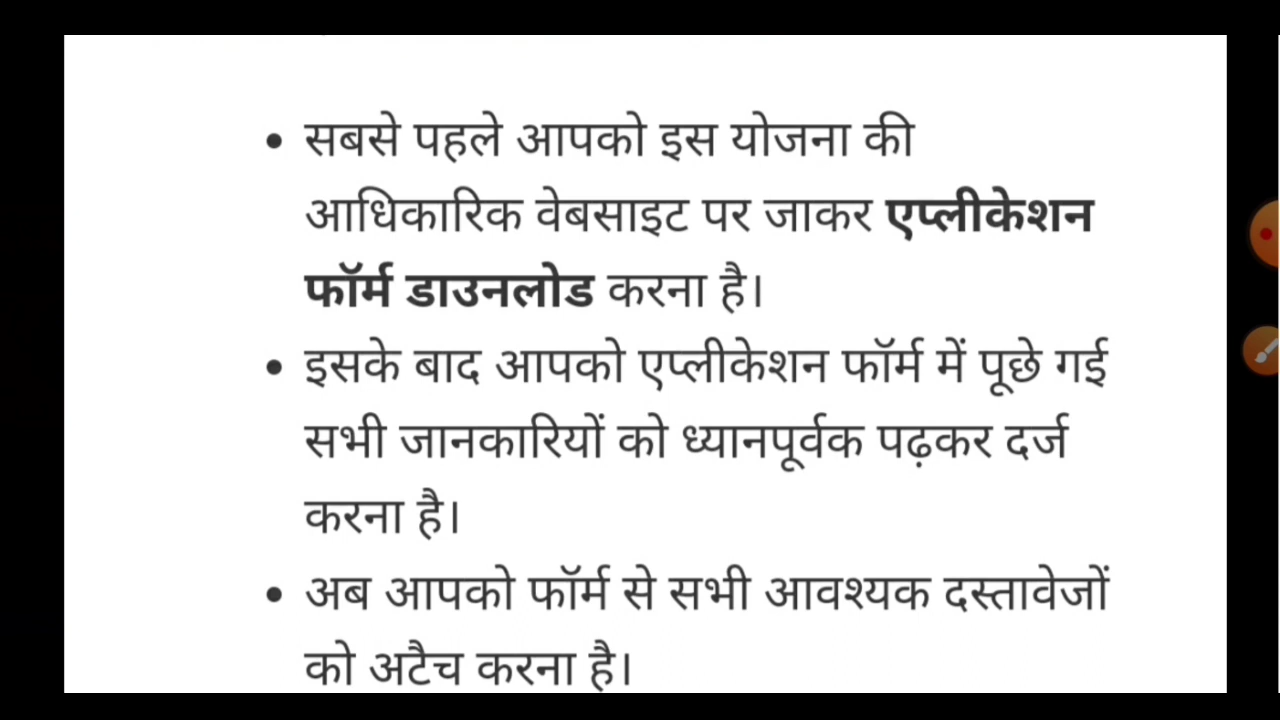 • सबसे पहले आपको इस योजना की
आधिकारिक वेबसाइट पर जाकर एप्लीकेशन
फॉर्म डाउनलोड करना है।
• इसके बाद आपको एप्लीकेशन फॉर्म में पूछे गई
सभी जानकारियों को ध्यानपूर्वक पढ़कर दर्ज
करना है।
• अब आपको फॉर्म से सभी आवश्यक दस्तावेजों
को अटैच करना है।